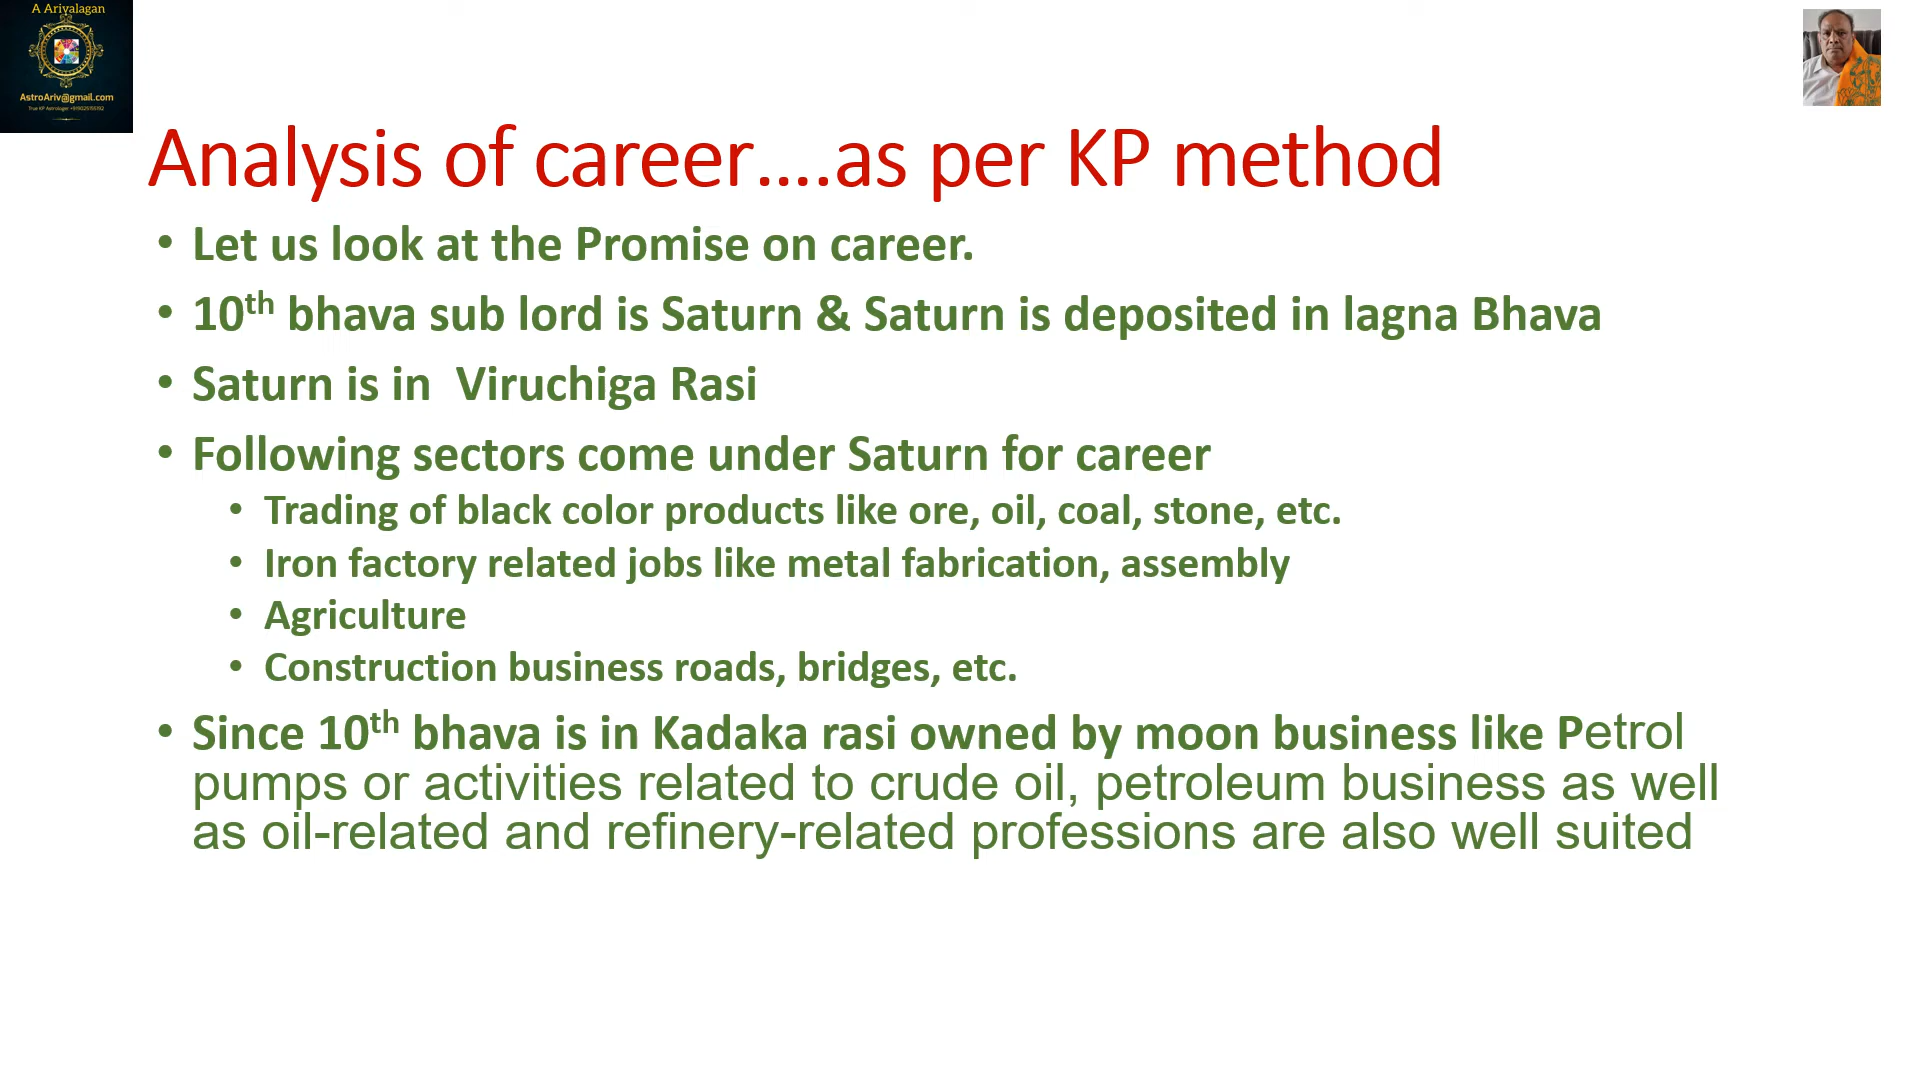 A Ariyalagan
AstroAriv@gmail.com
Analysis of career....as per KP method
• Let us look at the Promise on career.
• 10th bhava sub lord is Saturn & Saturn is deposited in lagna Bhava
• Saturn is in  Viruchiga Rasi
• Following sectors come under Saturn for career
• Trading of black color products like ore, oil, coal, stone, etc.
• Iron factory related jobs like metal fabrication, assembly
• Agriculture
• Construction business roads, bridges, etc.
• Since 10th bhava is in Kadaka rasi owned by moon business like Petrol
pumps or activities related to crude oil, petroleum business as well
as oil-related and refinery-related professions are also well suited